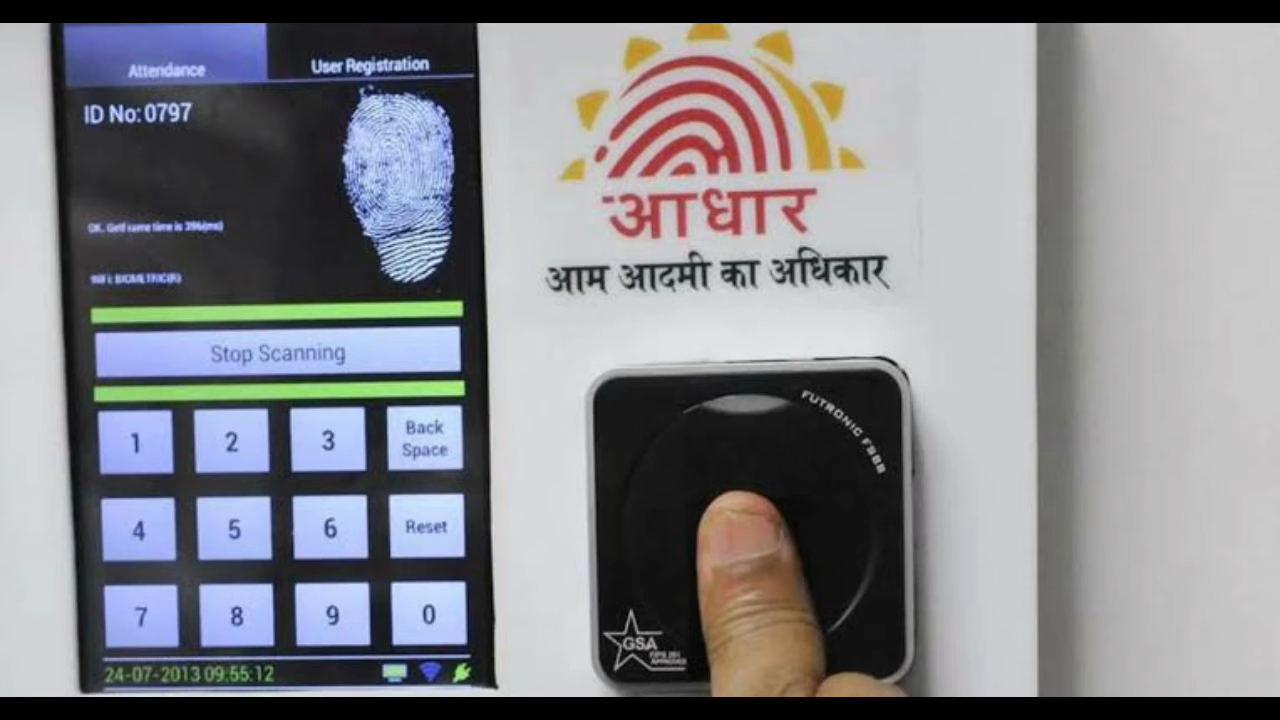 Attendance
User Registration
ID No: 0797
Stop Scanning
1 2 3 Back Space
4 5 6 Reset
7 8 9 0
24-07-2013 09:55:12
आधार
आम आदमी का अधिकार
FUTRONIC FS88
GSA
APPROVED